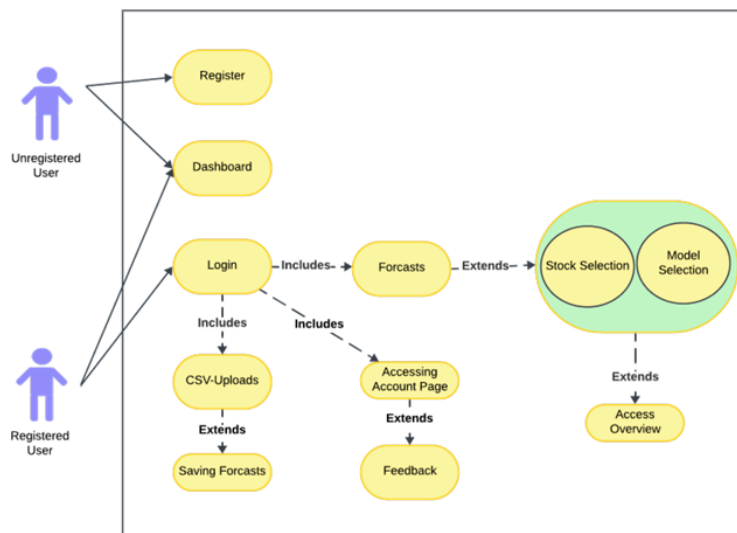 Register
Unregistered
User
Dashboard
Login
Includes
Forcasts
Extends
Stock Selection
Model
Selection
Includes
Includes
CSV-Uploads
Accessing
Account Page
Extends
Registered
User
Extends
Extends
Access
Overview
Saving Forcasts
Feedback